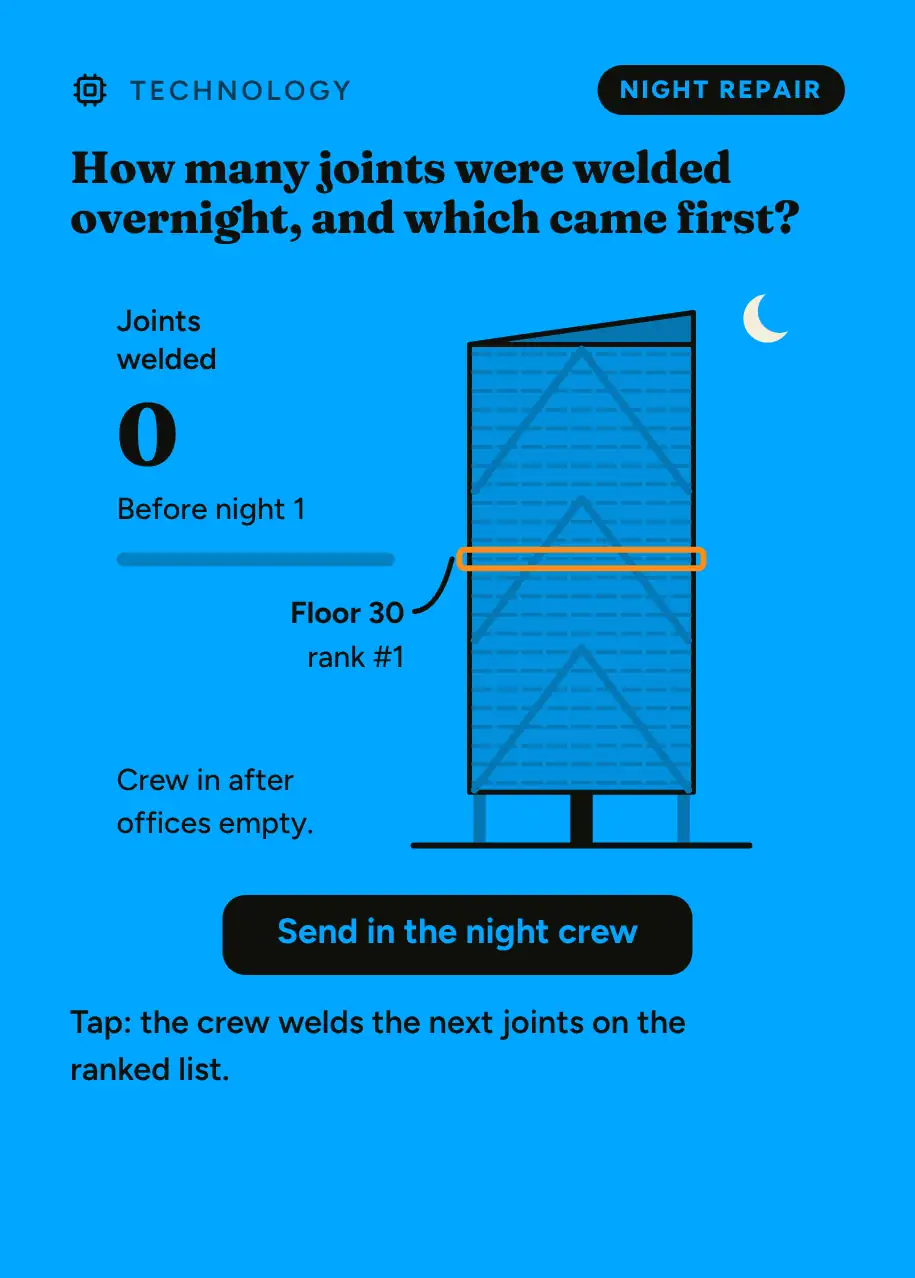 TECHNOLOGY
NIGHT REPAIR
How many joints were welded
overnight, and which came first?
Joints
welded
0
Before night 1
Floor 30
rank #1
Crew in after
offices empty.
Send in the night crew
Tap: the crew welds the next joints on the
ranked list.